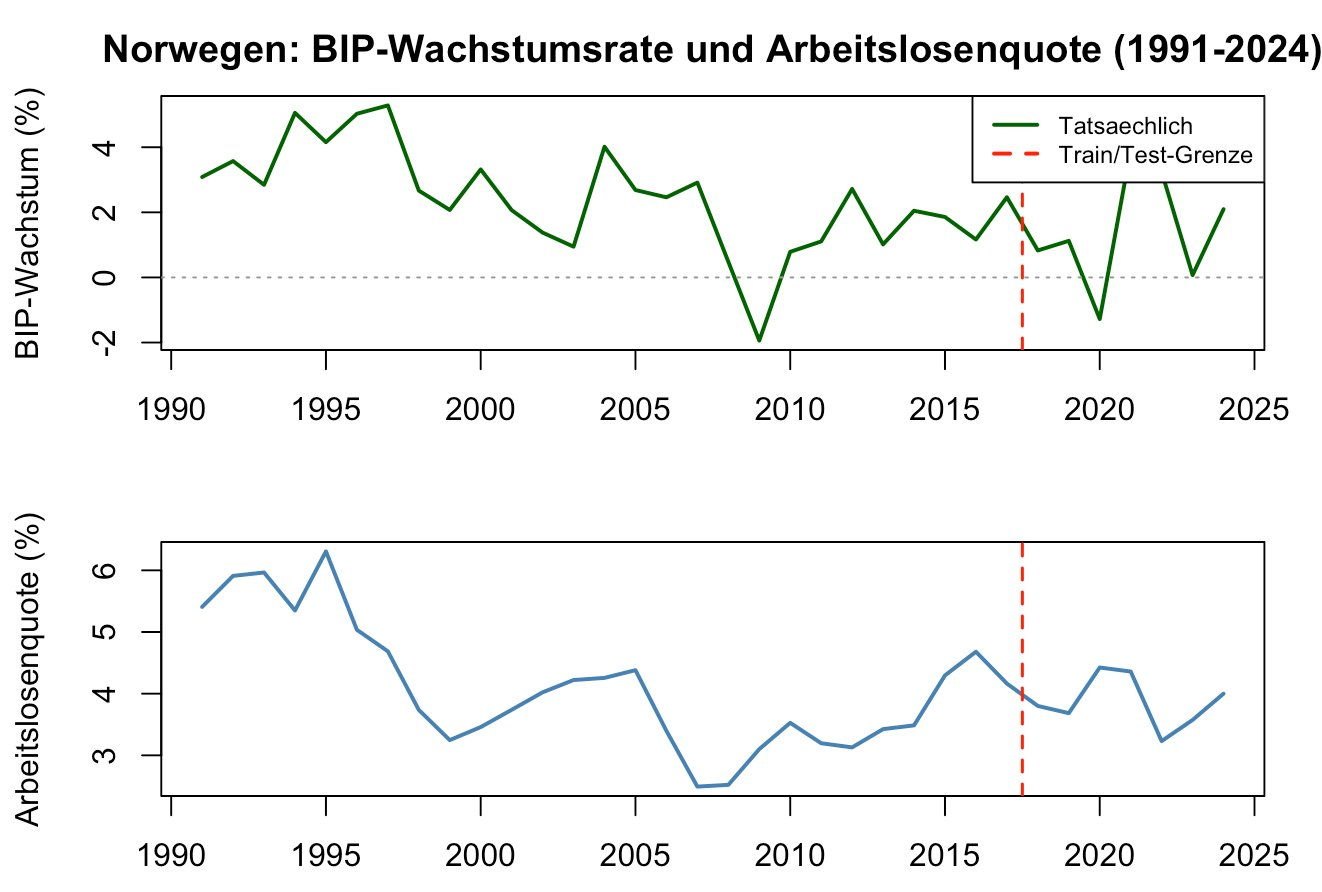 Norwegen: BIP-Wachstumsrate und Arbeitslosenquote (1991-2024)
BIP-Wachstum (%)
4
2
0
-2
Tatsaechlich
Train/Test-Grenze
1990 1995 2000 2005 2010 2015 2020 2025
Arbeitslosenquote (%)
6
5
4
3
1990 1995 2000 2005 2010 2015 2020 2025